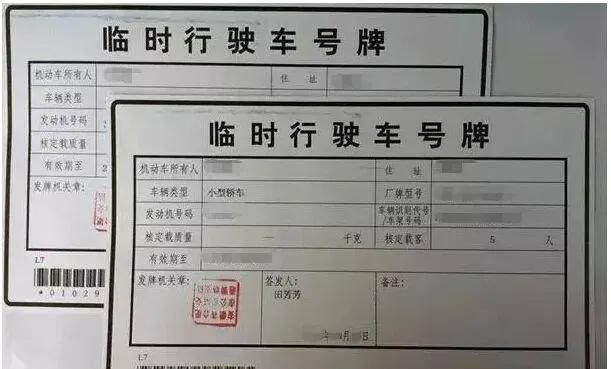 临时行驶车号牌
机动车所有人 住 址
车辆类型
发动机号码
核定载质量
有效期至 2
发牌机关章:
L7
*01029
临时行驶车号牌
机动车所有人 住 址
车辆类型 小型轿车 厂牌型号
发动机号码 车辆识别代号/车架号码
核定载质量 — 千克 核定载客 5 人
有效期至
发牌机关章: 签发人: 备注:
田芳芳
年 月 日
L7